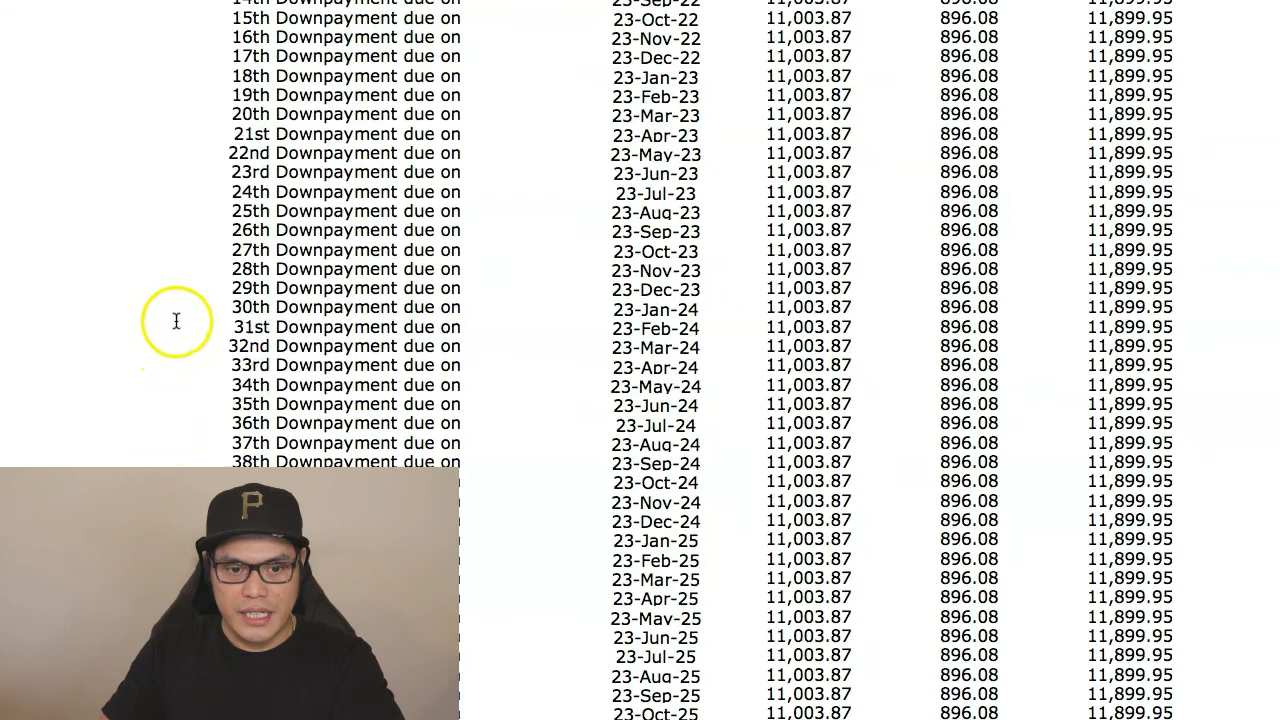 14th Downpayment due on 23-Sep-22 11,003.87 896.08 11,899.95
15th Downpayment due on 23-Oct-22 11,003.87 896.08 11,899.95
16th Downpayment due on 23-Nov-22 11,003.87 896.08 11,899.95
17th Downpayment due on 23-Dec-22 11,003.87 896.08 11,899.95
18th Downpayment due on 23-Jan-23 11,003.87 896.08 11,899.95
19th Downpayment due on 23-Feb-23 11,003.87 896.08 11,899.95
20th Downpayment due on 23-Mar-23 11,003.87 896.08 11,899.95
21st Downpayment due on 23-Apr-23 11,003.87 896.08 11,899.95
22nd Downpayment due on 23-May-23 11,003.87 896.08 11,899.95
23rd Downpayment due on 23-Jun-23 11,003.87 896.08 11,899.95
24th Downpayment due on 23-Jul-23 11,003.87 896.08 11,899.95
25th Downpayment due on 23-Aug-23 11,003.87 896.08 11,899.95
26th Downpayment due on 23-Sep-23 11,003.87 896.08 11,899.95
27th Downpayment due on 23-Oct-23 11,003.87 896.08 11,899.95
28th Downpayment due on 23-Nov-23 11,003.87 896.08 11,899.95
29th Downpayment due on 23-Dec-23 11,003.87 896.08 11,899.95
30th Downpayment due on 23-Jan-24 11,003.87 896.08 11,899.95
31st Downpayment due on 23-Feb-24 11,003.87 896.08 11,899.95
32nd Downpayment due on 23-Mar-24 11,003.87 896.08 11,899.95
33rd Downpayment due on 23-Apr-24 11,003.87 896.08 11,899.95
34th Downpayment due on 23-May-24 11,003.87 896.08 11,899.95
35th Downpayment due on 23-Jun-24 11,003.87 896.08 11,899.95
36th Downpayment due on 23-Jul-24 11,003.87 896.08 11,899.95
37th Downpayment due on 23-Aug-24 11,003.87 896.08 11,899.95
38th Downpayment due on 23-Sep-24 11,003.87 896.08 11,899.95
23-Oct-24 11,003.87 896.08 11,899.95
23-Nov-24 11,003.87 896.08 11,899.95
23-Dec-24 11,003.87 896.08 11,899.95
23-Jan-25 11,003.87 896.08 11,899.95
23-Feb-25 11,003.87 896.08 11,899.95
23-Mar-25 11,003.87 896.08 11,899.95
23-Apr-25 11,003.87 896.08 11,899.95
23-May-25 11,003.87 896.08 11,899.95
23-Jun-25 11,003.87 896.08 11,899.95
23-Jul-25 11,003.87 896.08 11,899.95
23-Aug-25 11,003.87 896.08 11,899.95
23-Sep-25 11,003.87 896.08 11,899.95
23-Oct-25 11,003.87 896.08 11,899.95
P